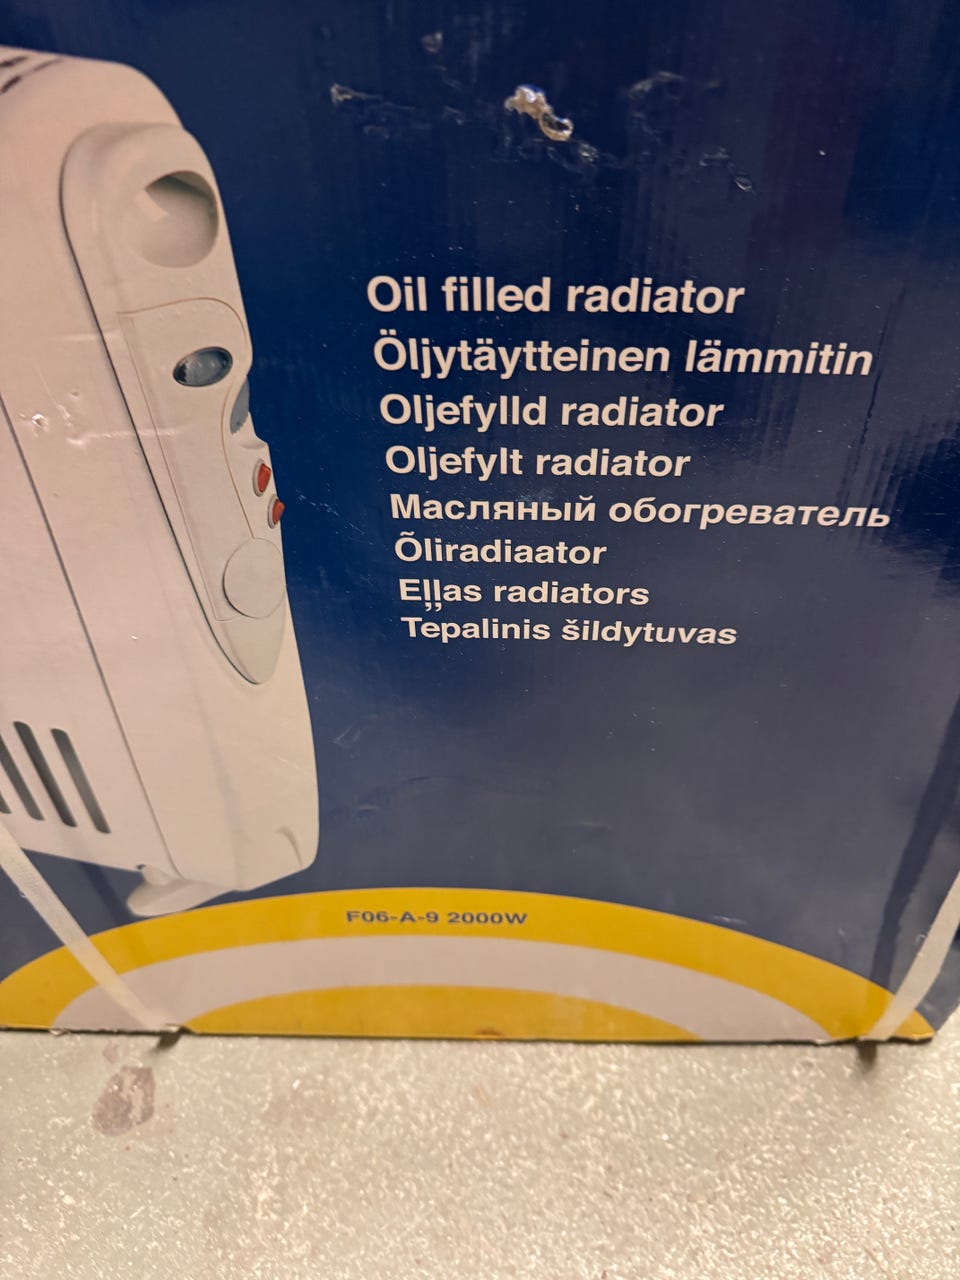 Oil filled radiator
Öljytäytteinen lämmitin
Oljefylld radiator
Oljefylt radiator
Масляный обогреватель
Õliradiaator
Eļļas radiators
Tepalinis šildytuvas
F06-A-9 2000W